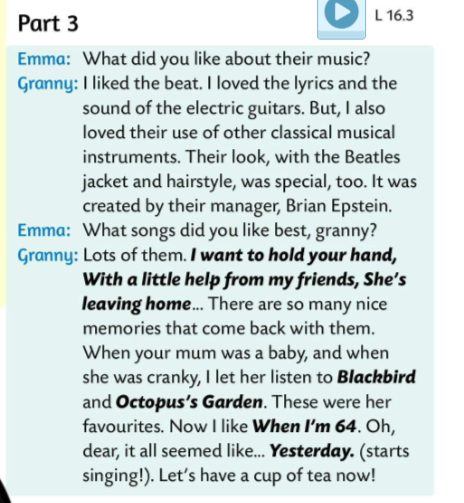 Part 3
L 16.3
Emma: What did you like about their music?
Granny: I liked the beat. I loved the lyrics and the
sound of the electric guitars. But, I also
loved their use of other classical musical
instruments. Their look, with the Beatles
jacket and hairstyle, was special, too. It was
created by their manager, Brian Epstein.
Emma: What songs did you like best, granny?
Granny: Lots of them. I want to hold your hand,
With a little help from my friends, She's
leaving home... There are so many nice
memories that come back with them.
When your mum was a baby, and when
she was cranky, I let her listen to Blackbird
and Octopus's Garden. These were her
favourites. Now I like When I'm 64. Oh,
dear, it all seemed like... Yesterday. (starts
singing!). Let's have a cup of tea now!